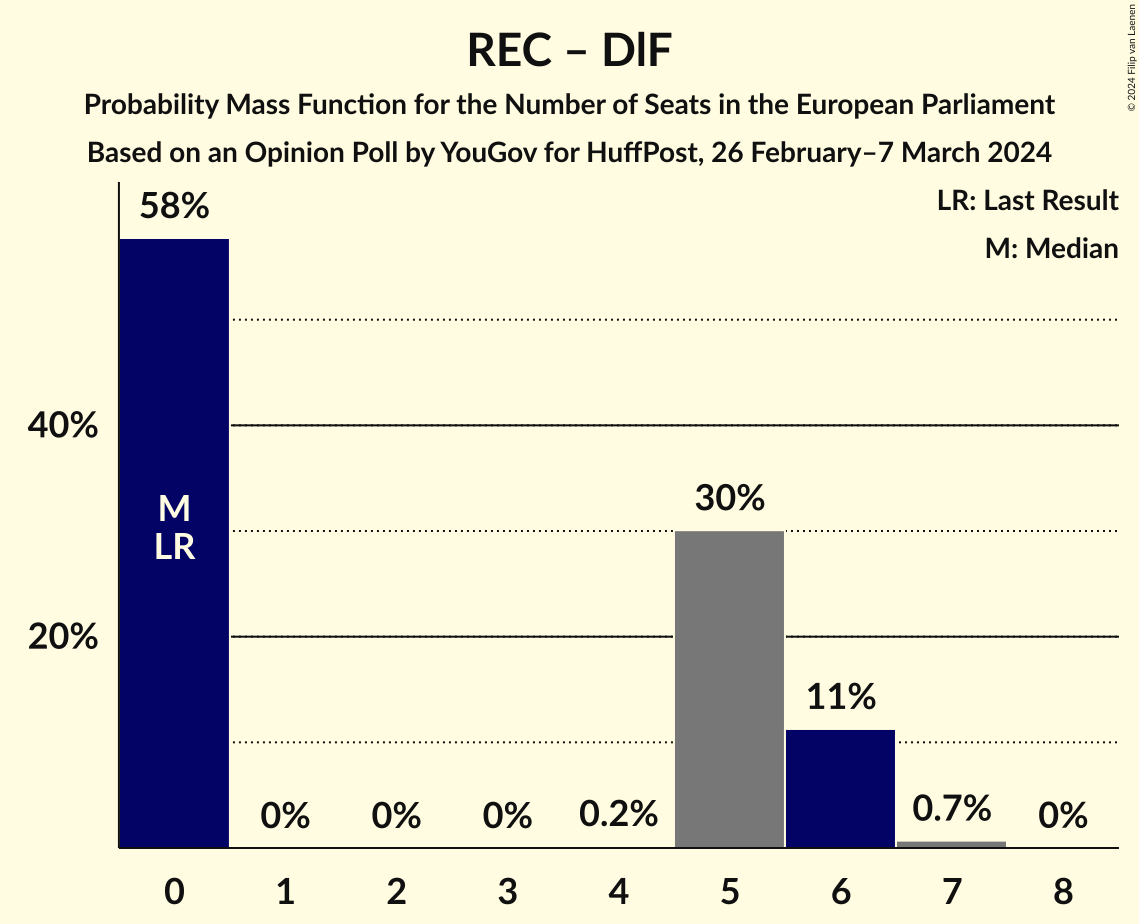 REC – DlF
Probability Mass Function for the Number of Seats in the European Parliament
Based on an Opinion Poll by YouGov for HuffPost, 26 February–7 March 2024
© 2024 Filip van Laenen
LR: Last Result
M: Median
58%
40%
20%
M
LR
0%
0%
0%
0.2%
30%
11%
0.7%
0%
0 1 2 3 4 5 6 7 8